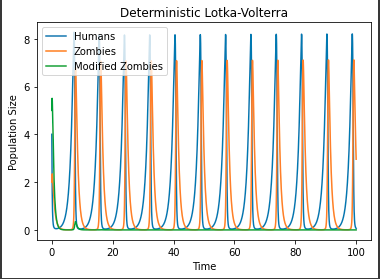 Deterministic Lotka-Volterra
Humans
Zombies
Modified Zombies
Population Size
8
6
4
2
0
0
20
40
60
80
100
Time